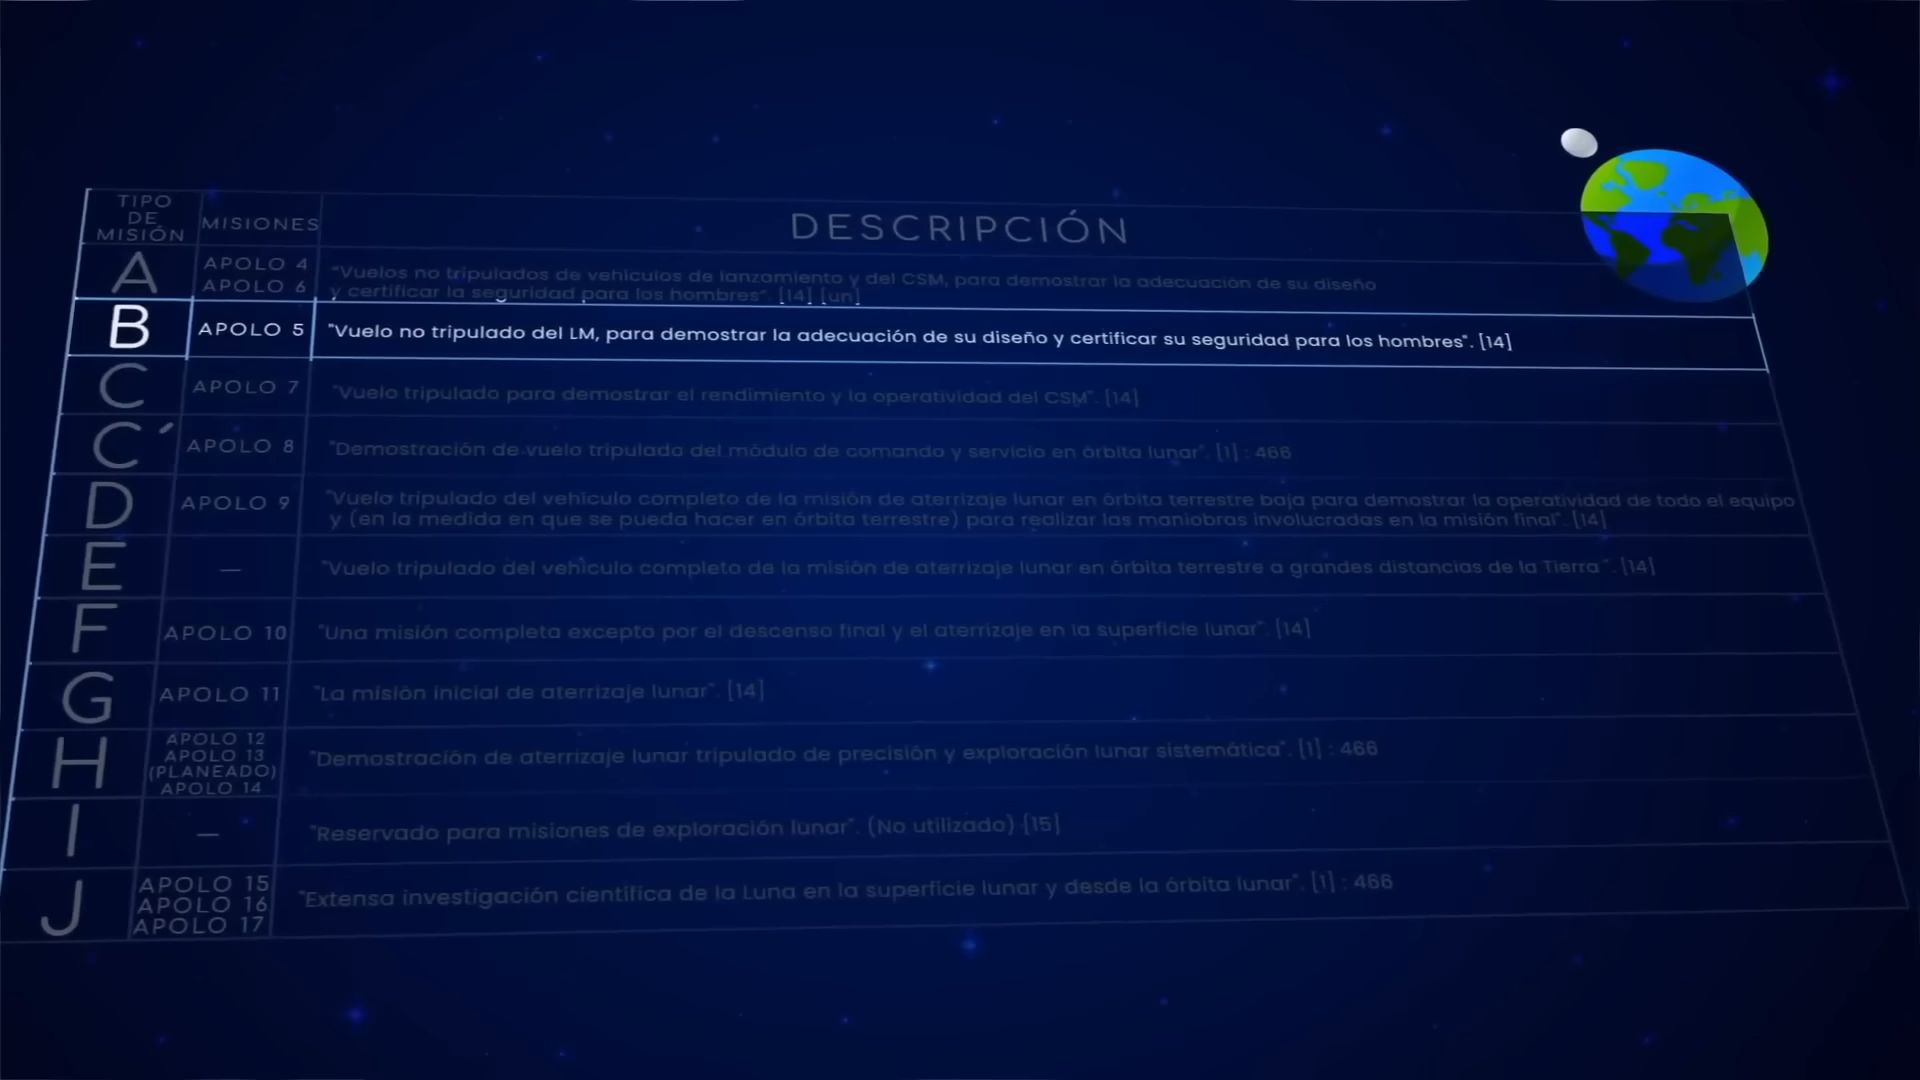 TIPO
DE
MISIÓN
MISIONES
DESCRIPCIÓN
A
APOLO 4
APOLO 6
"Vuelos no tripulados de vehículos de lanzamiento y del CSM, para demostrar la adecuación de su diseño
y certificar la seguridad para los hombres". [14] [un]
B
APOLO 5
"Vuelo no tripulado del LM, para demostrar la adecuación de su diseño y certificar su seguridad para los hombres". [14]
C
APOLO 7
"Vuelo tripulado para demostrar el rendimiento y la operatividad del CSM". [14]
C´
APOLO 8
"Demostración de vuelo tripulado del módulo de comando y servicio en órbita lunar". [1] : 466
D
APOLO 9
"Vuelo tripulado del vehículo completo de la misión de aterrizaje lunar en órbita terrestre baja para demostrar la operatividad de todo el equipo
y (en la medida en que se pueda hacer en órbita terrestre) para realizar las maniobras involucradas en la misión final". [14]
E
—
"Vuelo tripulado del vehículo completo de la misión de aterrizaje lunar en órbita terrestre a grandes distancias de la Tierra ". [14]
F
APOLO 10
"Una misión completa excepto por el descenso final y el aterrizaje en la superficie lunar". [14]
G
APOLO 11
"La misión inicial de aterrizaje lunar". [14]
H
APOLO 12
APOLO 13
(PLANEADO)
APOLO 14
"Demostración de aterrizaje lunar tripulado de precisión y exploración lunar sistemática". [1] : 466
I
—
"Reservado para misiones de exploración lunar". (No utilizado) [15]
J
APOLO 15
APOLO 16
APOLO 17
"Extensa investigación científica de la Luna en la superficie lunar y desde la órbita lunar". [1] : 466